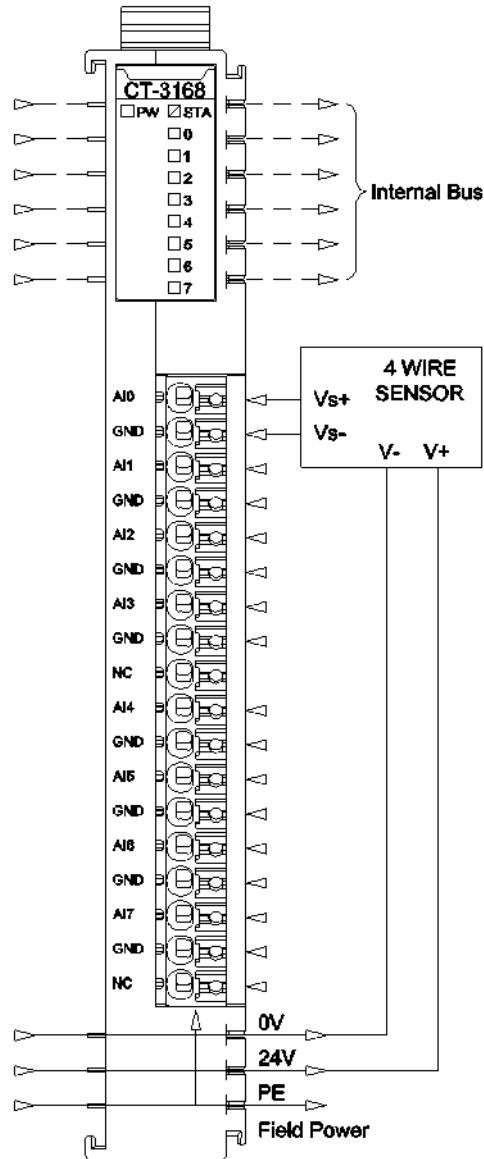 CT-3168
PW STA
0
1
2
3
4
5
6
7
Internal Bus
4 WIRE
SENSOR
Vs+
Vs-
V- V+
AI0
GND
AI1
GND
AI2
GND
AI3
GND
NC
AI4
GND
AI5
GND
AI6
GND
AI7
GND
NC
0V
24V
PE
Field Power